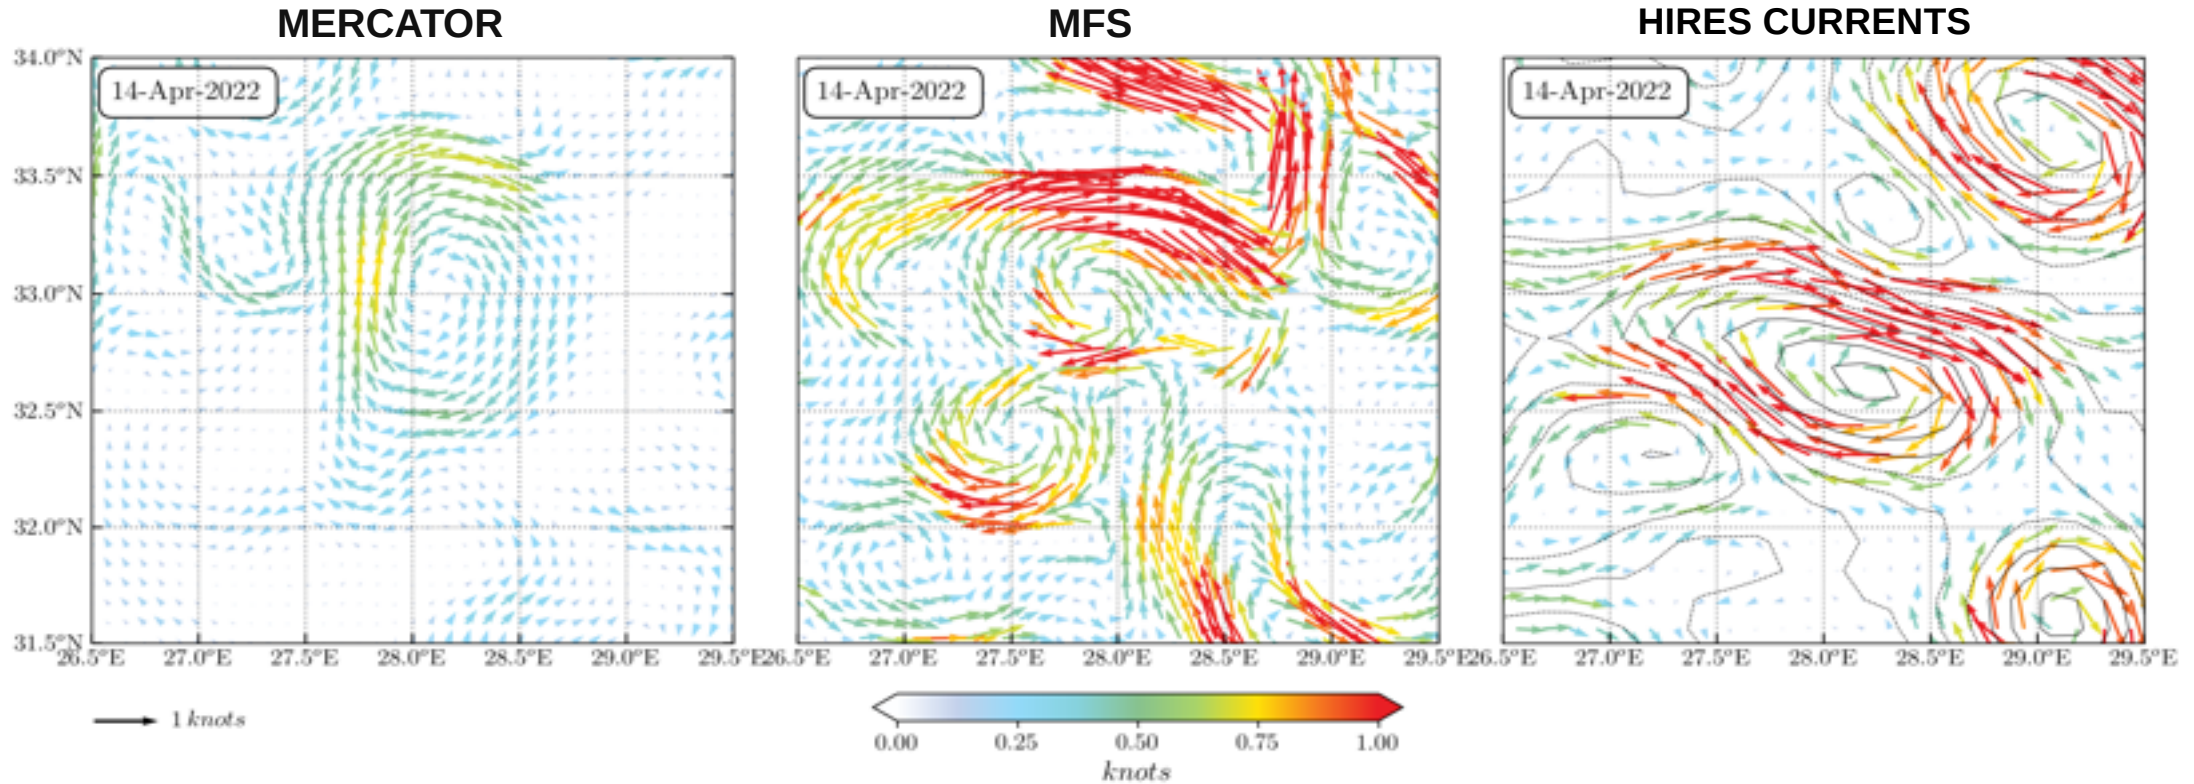 MERCATOR MFS HIRES CURRENTS
34.0°N
14-Apr-2022 14-Apr-2022 14-Apr-2022
33.5°N
33.0°N
32.5°N
32.0°N
31.5°N
26.5°E 27.0°E 27.5°E 28.0°E 28.5°E 29.0°E 29.5°E 26.5°E 27.0°E 27.5°E 28.0°E 28.5°E 29.0°E 29.5°E 26.5°E 27.0°E 27.5°E 28.0°E 28.5°E 29.0°E 29.5°E
1 knots
0.00 0.25 0.50 0.75 1.00
knots